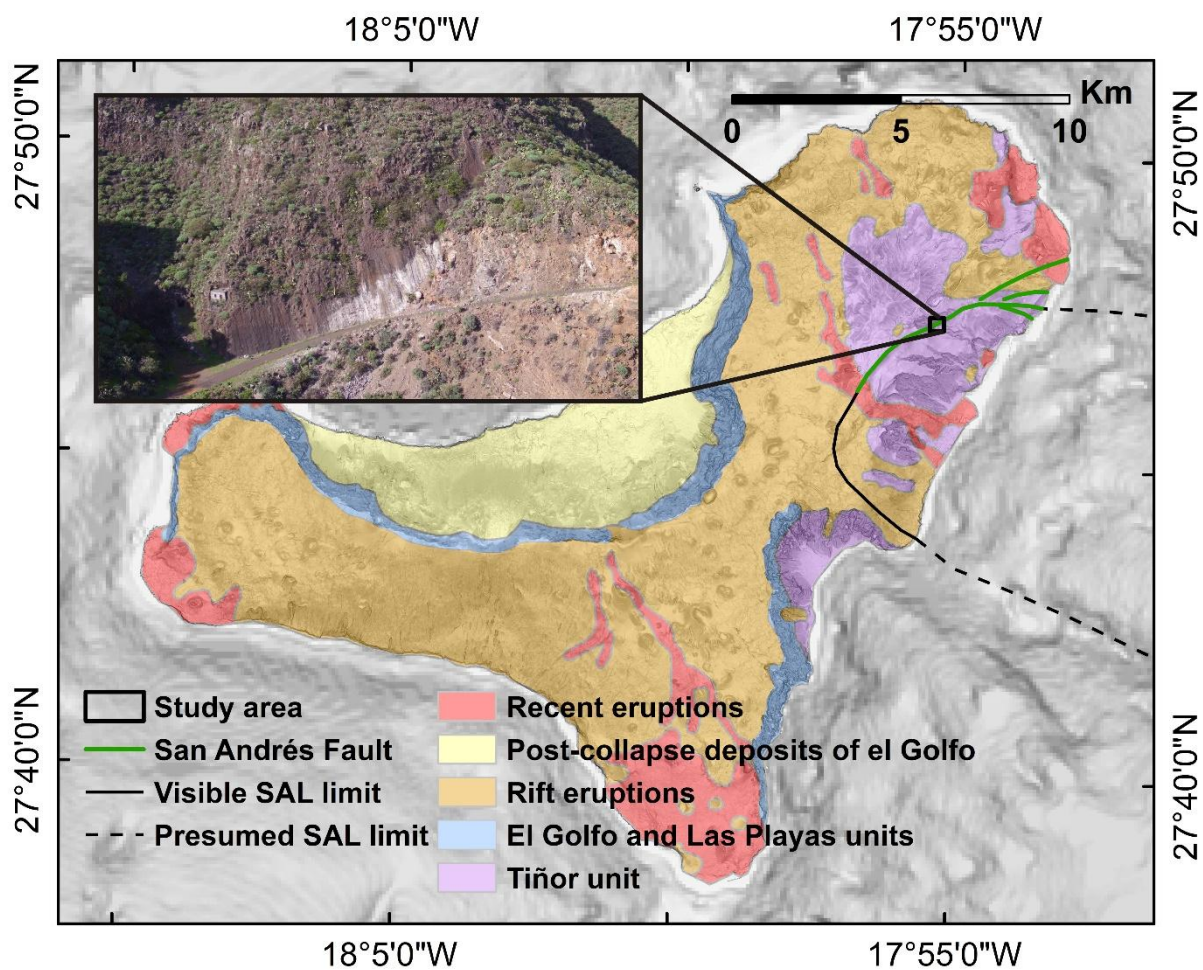 18°5'0"W
17°55'0"W
27°50'0"N
27°50'0"N
Km
0
5
10
Study area
San Andrés Fault
Visible SAL limit
Presumed SAL limit
Recent eruptions
Post-collapse deposits of el Golfo
Rift eruptions
El Golfo and Las Playas units
Tiñor unit
27°40'0"N
27°40'0"N
18°5'0"W
17°55'0"W